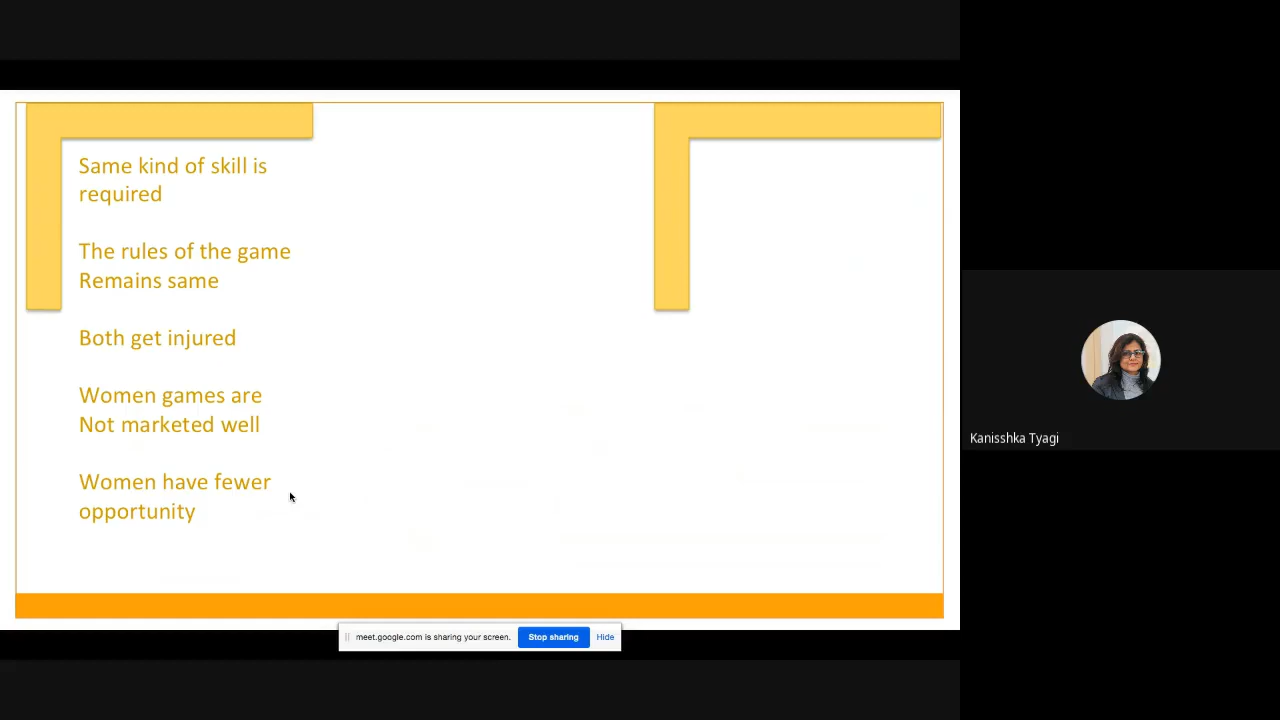 Same kind of skill is
required
The rules of the game
Remains same
Both get injured
Women games are
Not marketed well
Women have fewer
opportunity
Kanisshka Tyagi
meet.google.com is sharing your screen.
Stop sharing
Hide